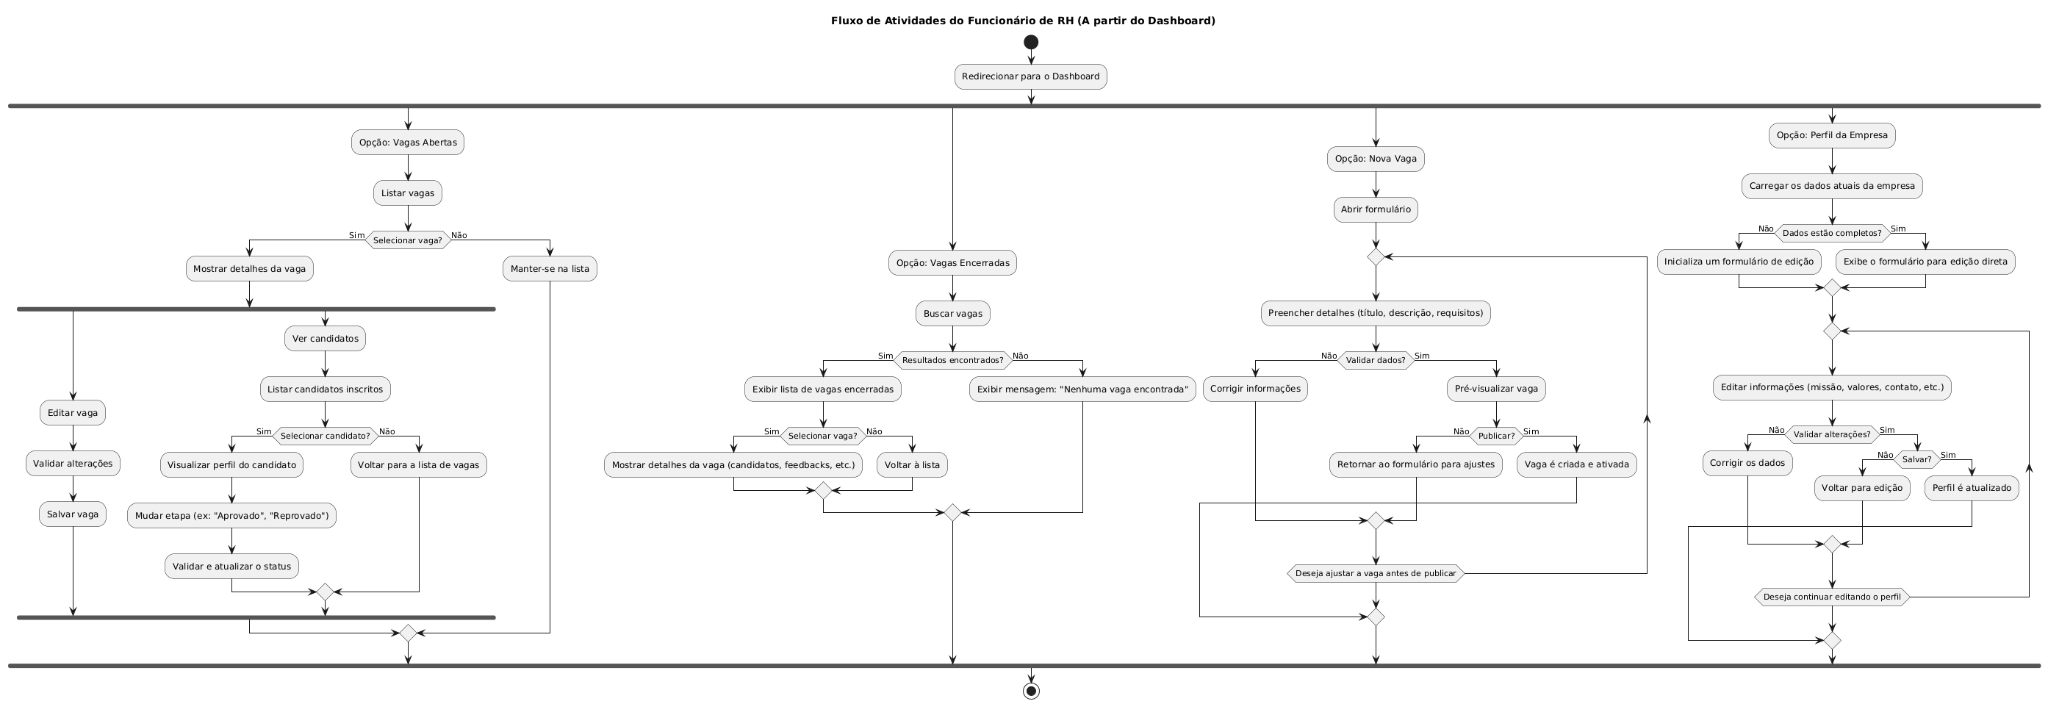 Fluxo de Atividades do Funcionário de RH (A partir do Dashboard)
Redirecionar para o Dashboard
Opção: Vagas Abertas
Listar vagas
Sim
Selecionar vaga?
Não
Mostrar detalhes da vaga
Manter-se na lista
Editar vaga
Validar alterações
Salvar vaga
Ver candidatos
Listar candidatos inscritos
Sim
Selecionar candidato?
Não
Visualizar perfil do candidato
Voltar para a lista de vagas
Mudar etapa (ex: "Aprovado", "Reprovado")
Validar e atualizar o status
Opção: Vagas Encerradas
Buscar vagas
Sim
Resultados encontrados?
Não
Exibir lista de vagas encerradas
Exibir mensagem: "Nenhuma vaga encontrada"
Sim
Selecionar vaga?
Não
Mostrar detalhes da vaga (candidatos, feedbacks, etc.)
Voltar à lista
Opção: Nova Vaga
Abrir formulário
Preencher detalhes (título, descrição, requisitos)
Não
Validar dados?
Sim
Corrigir informações
Pré-visualizar vaga
Não
Publicar?
Sim
Retornar ao formulário para ajustes
Vaga é criada e ativada
Deseja ajustar a vaga antes de publicar
Opção: Perfil da Empresa
Carregar os dados atuais da empresa
Não
Dados estão completos?
Sim
Inicializa um formulário de edição
Exibe o formulário para edição direta
Editar informações (missão, valores, contato, etc.)
Não
Validar alterações?
Sim
Corrigir os dados
Não
Salvar?
Sim
Voltar para edição
Perfil é atualizado
Deseja continuar editando o perfil